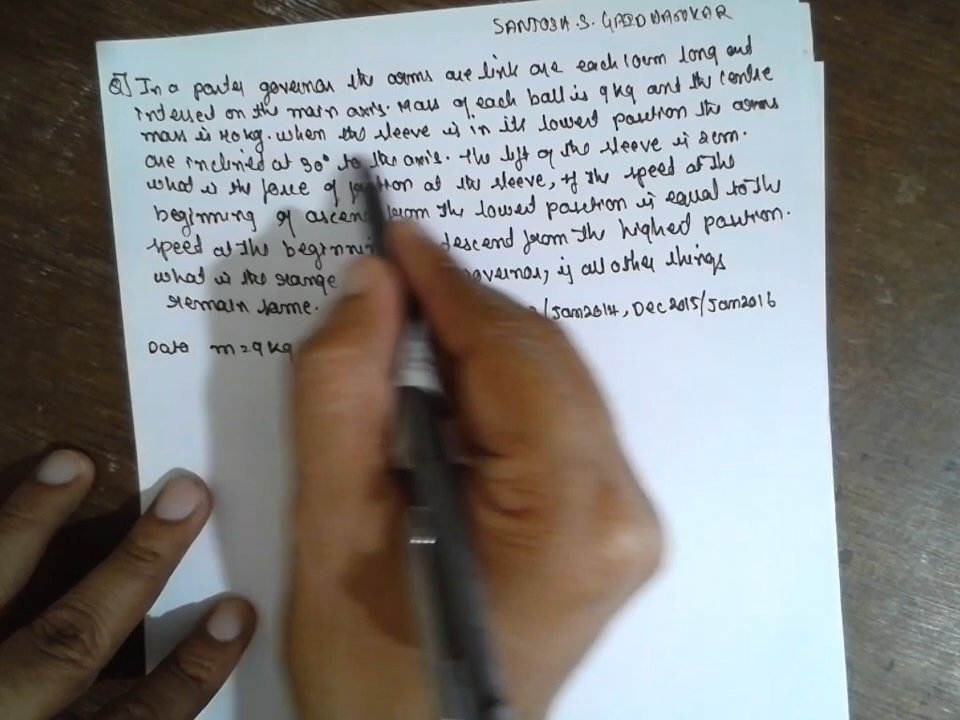 SANTOSH.S. GAIDWANKAR
Q] In a porter governor the arms are link are each 10cm long and
intersect on the main axis. Mass of each ball is 9kg and the centre
mass is 40kg. when the sleeve is in its lowest position the arms
are inclined at 30° to the axis. The lift of the sleeve is 2cm.
what is the force of at the sleeve, if the speed at the
beginning of ascend from the lowest position is equal to the
speed at the descend from the highest position.
what is the range governor, if all other things
remain same. /Jan2014, Dec2015/Jan2016
Data m=9kg